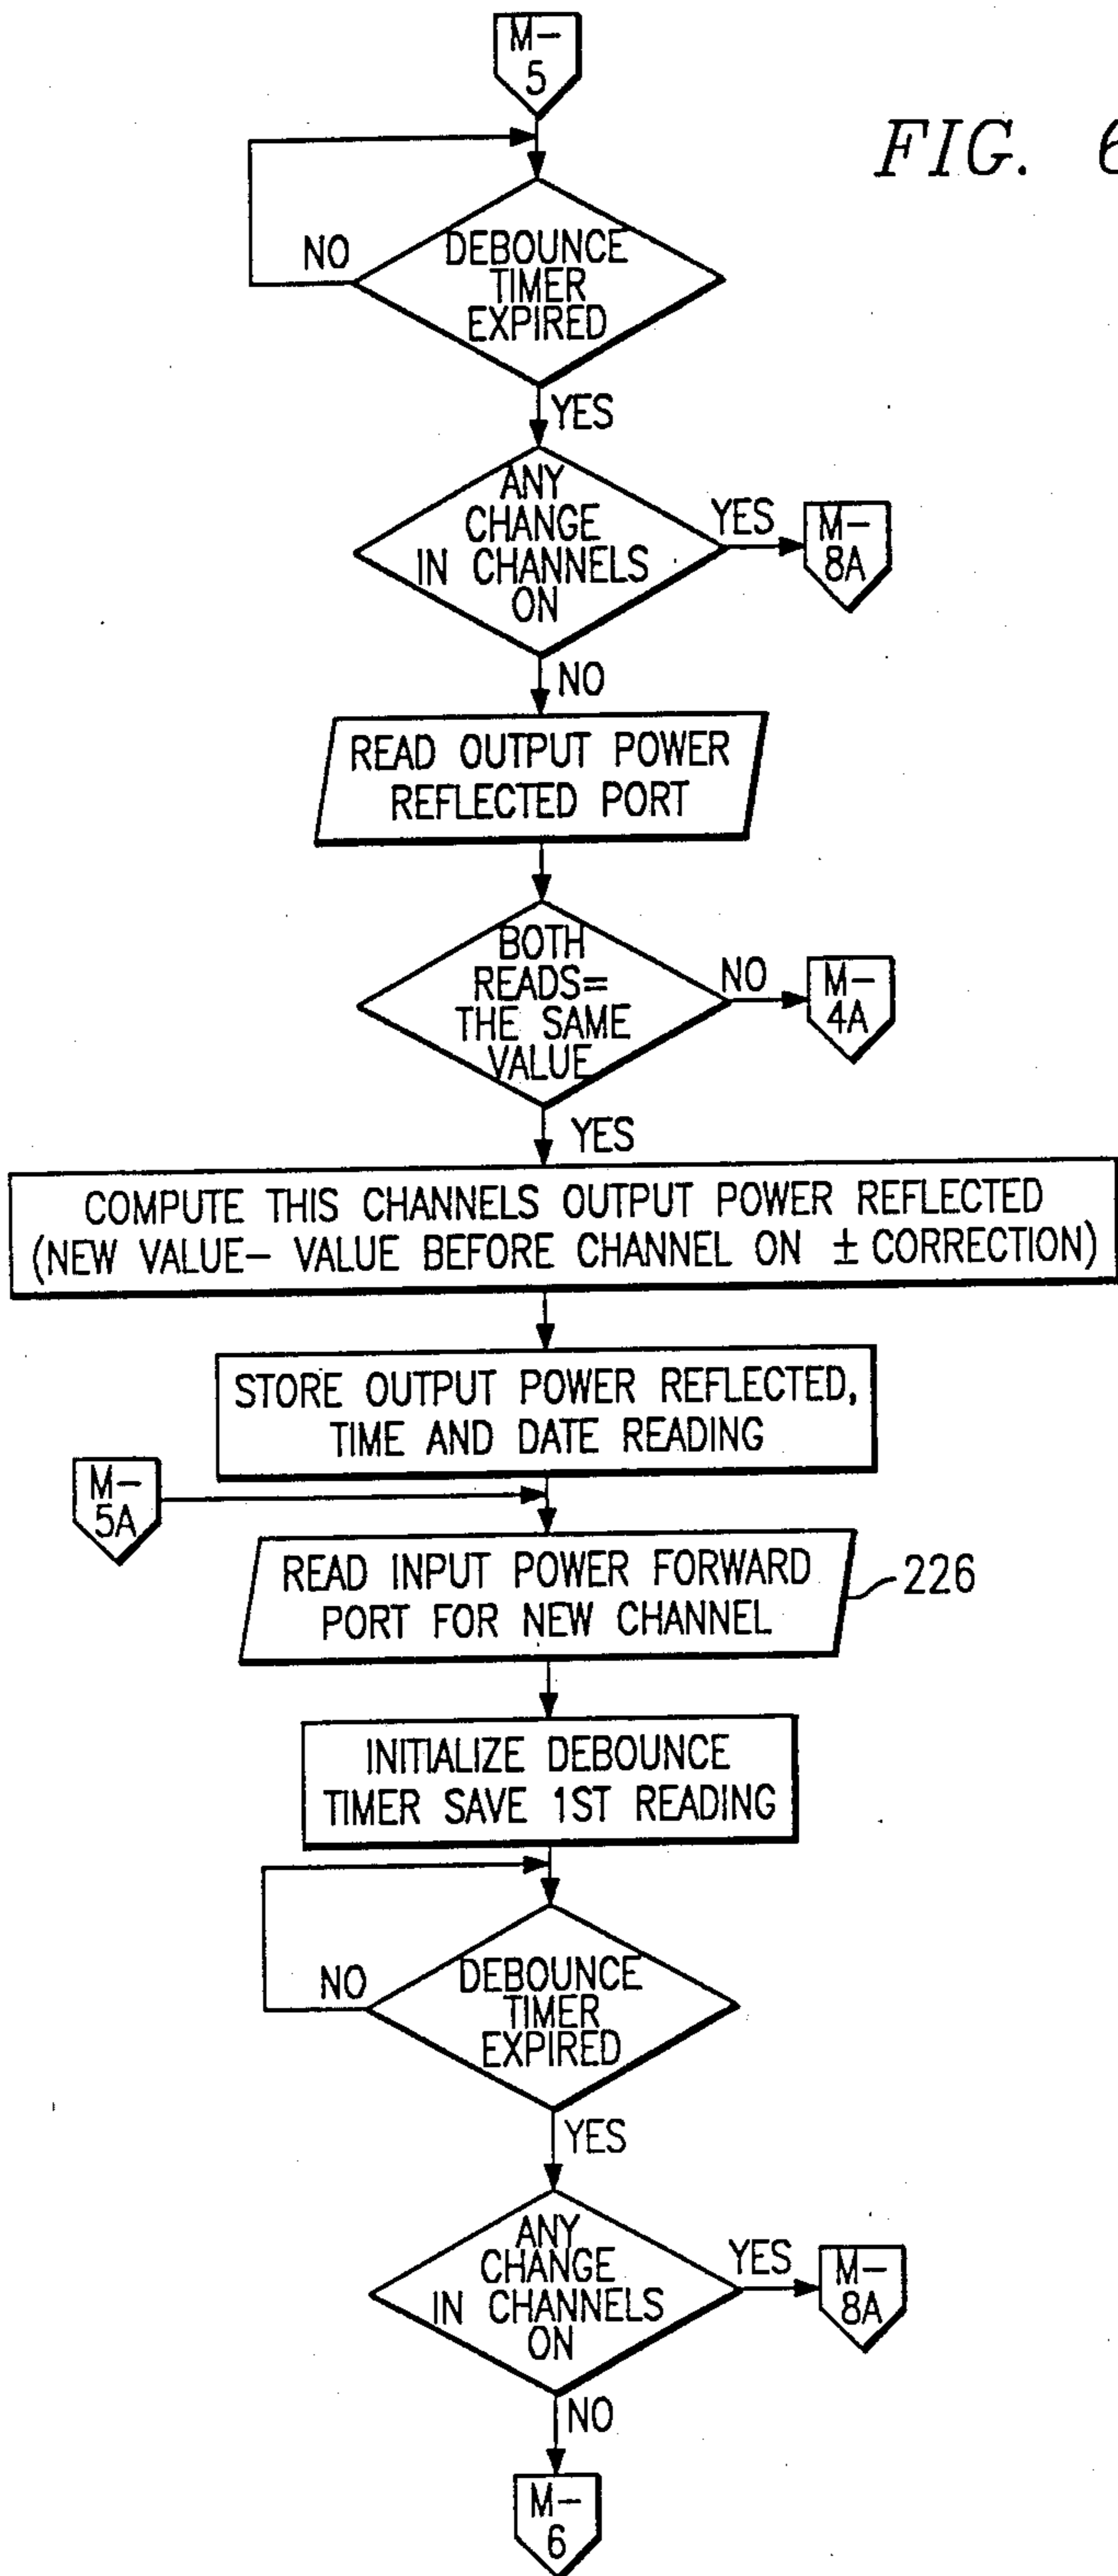 M-
5
FIG. 6
NO
DEBOUNCE
TIMER
EXPIRED
YES
ANY
CHANGE
IN CHANNELS
ON
YES
M-
8A
NO
READ OUTPUT POWER
REFLECTED PORT
BOTH
READS=
THE SAME
VALUE
NO
M-
4A
YES
COMPUTE THIS CHANNELS OUTPUT POWER REFLECTED
(NEW VALUE- VALUE BEFORE CHANNEL ON ± CORRECTION)
STORE OUTPUT POWER REFLECTED,
TIME AND DATE READING
M-
5A
READ INPUT POWER FORWARD
PORT FOR NEW CHANNEL
226
INITIALIZE DEBOUNCE
TIMER SAVE 1ST READING
NO
DEBOUNCE
TIMER
EXPIRED
YES
ANY
CHANGE
IN CHANNELS
ON
YES
M-
8A
NO
M-
6